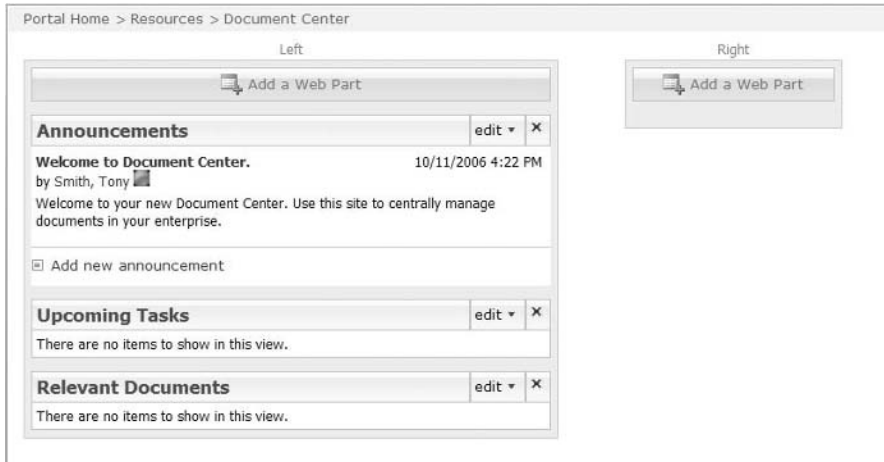 Portal Home > Resources > Document Center
Left
Right
Add a Web Part
Add a Web Part
Announcements
edit
×
Welcome to Document Center.
10/11/2006 4:22 PM
by Smith, Tony
Welcome to your new Document Center. Use this site to centrally manage
documents in your enterprise.
Add new announcement
Upcoming Tasks
edit
×
There are no items to show in this view.
Relevant Documents
edit
×
There are no items to show in this view.